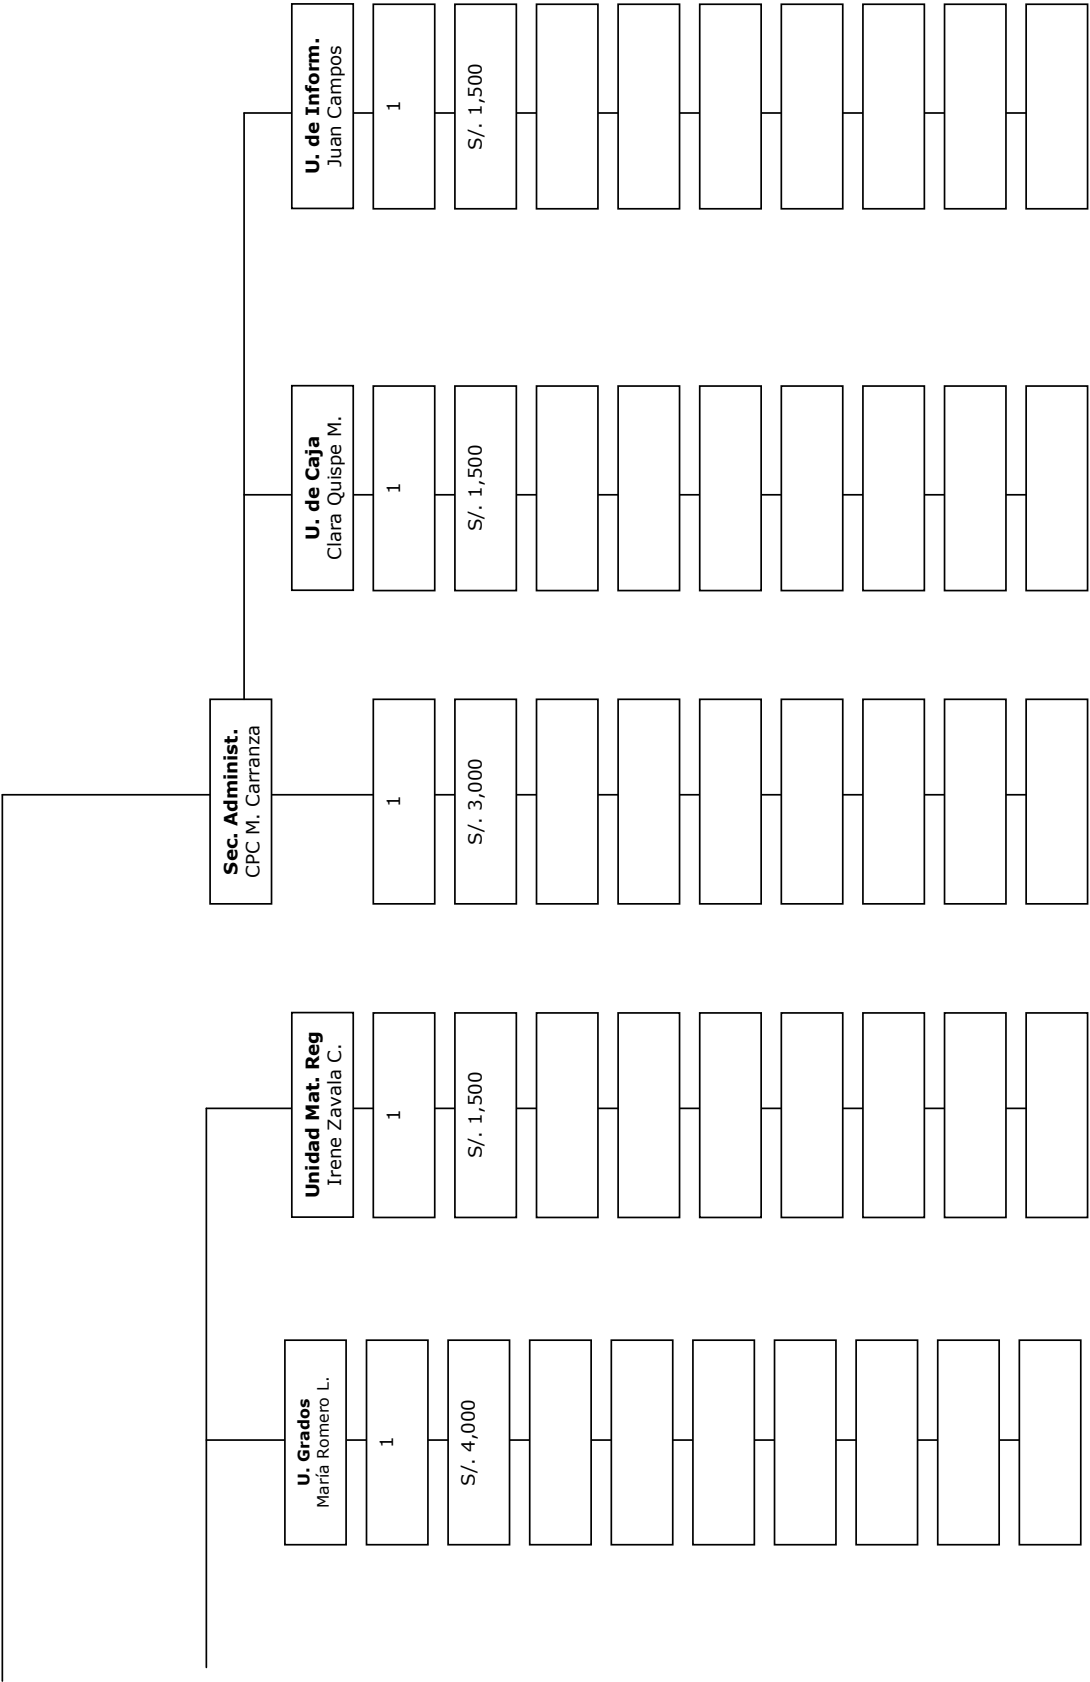 U. Grados
María Romero L.
1
S/. 4,000
Unidad Mat. Reg
Irene Zavala C.
1
S/. 1,500
Sec. Administ.
CPC M. Carranza
1
S/. 3,000
U. de Caja
Clara Quispe M.
1
S/. 1,500
U. de Inform.
Juan Campos
1
S/. 1,500